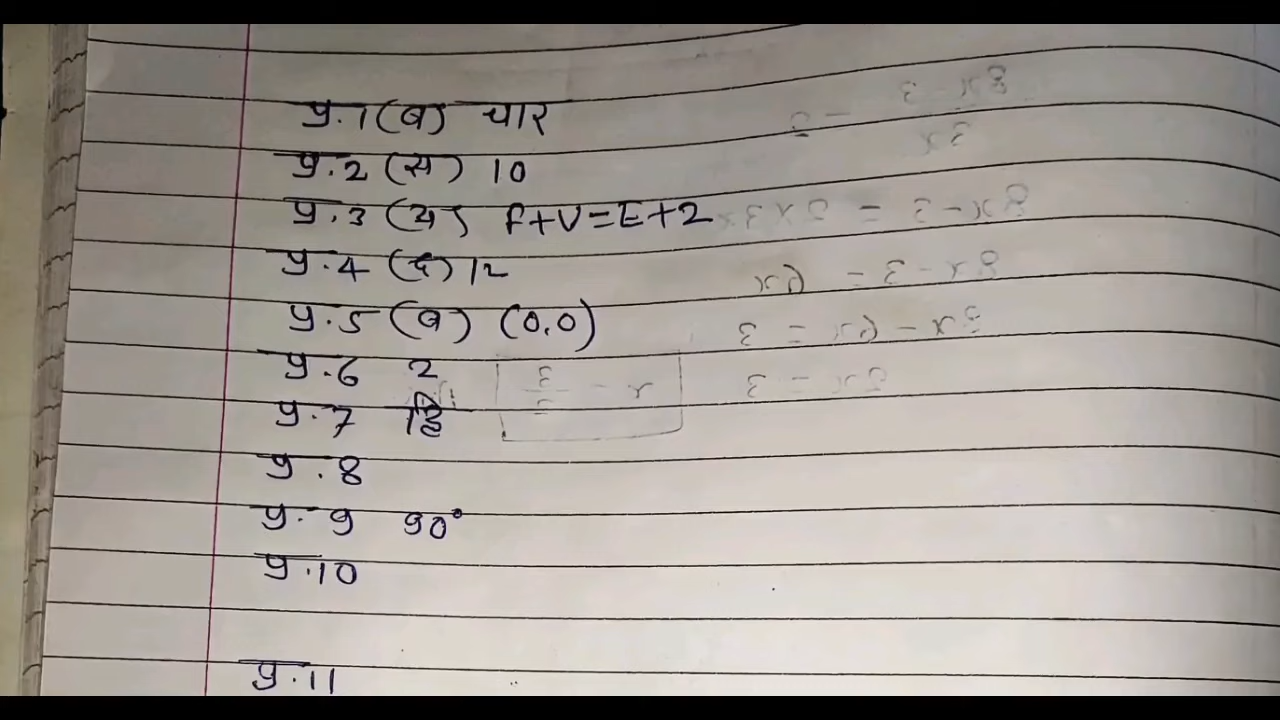 प्र.1 (ब) चार
प्र.2 (स) 10
प्र.3 (अ) F+V=E+2
प्र.4 (द) 12
प्र.5 (ब) (0,0)
प्र.6 2
प्र.7 द्वि
प्र.8
प्र.9 90°
प्र.10
प्र.11